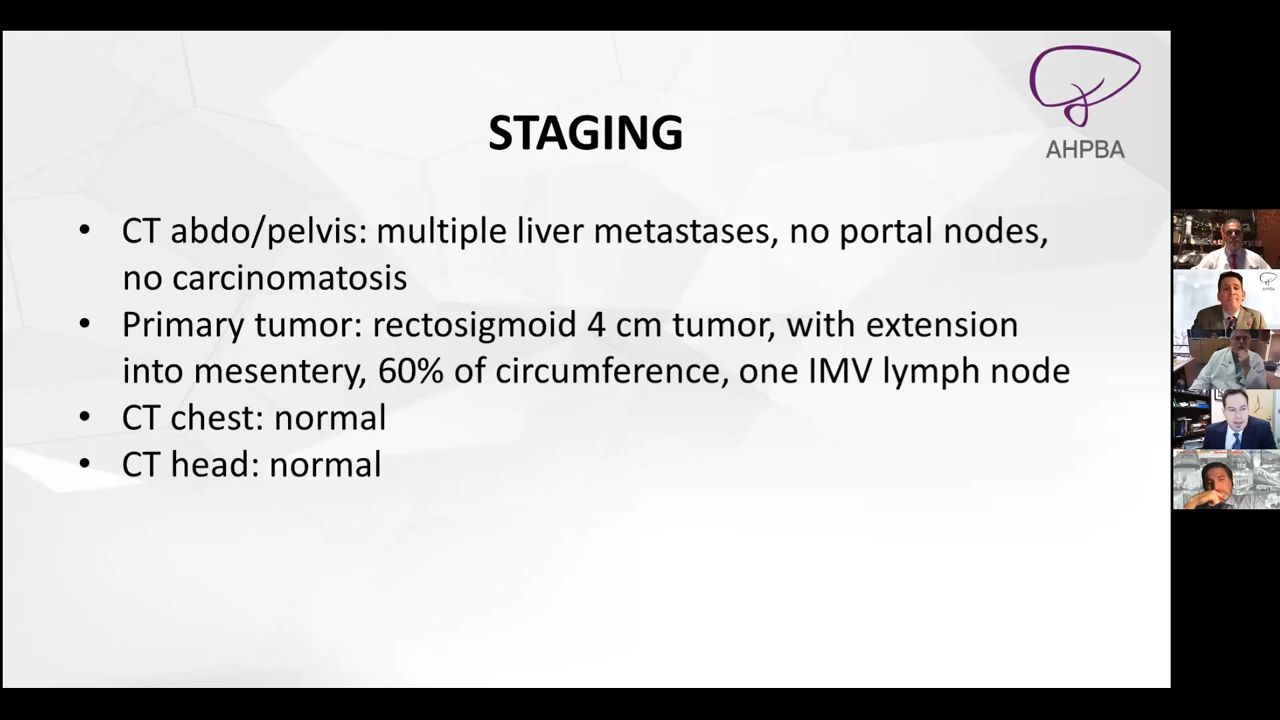 AHPBA
STAGING
• CT abdo/pelvis: multiple liver metastases, no portal nodes,
no carcinomatosis
• Primary tumor: rectosigmoid 4 cm tumor, with extension
into mesentery, 60% of circumference, one IMV lymph node
• CT chest: normal
• CT head: normal